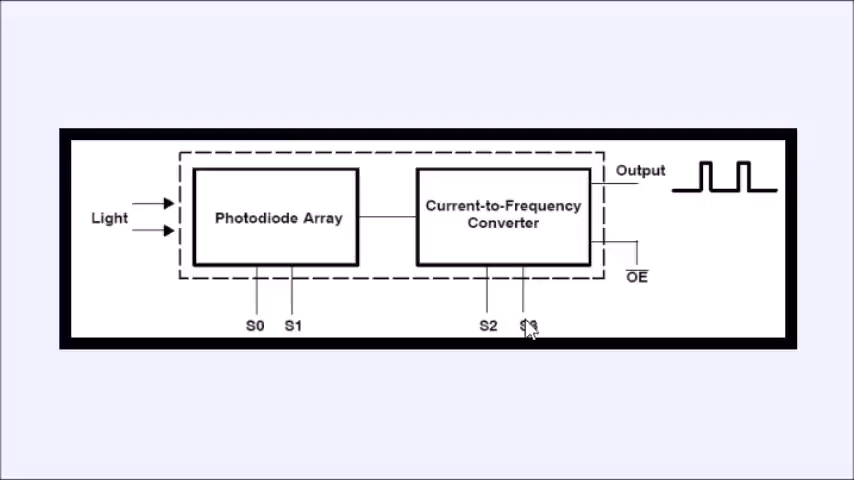 Output
Light
Photodiode Array
Current-to-Frequency
Converter
OE
S0
S1
S2